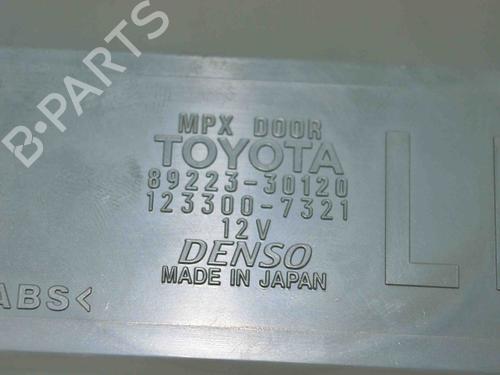 B-PARTS
MPX DOOR
TOYOTA
89223-30120
123300-7321
12V
DENSO
MADE IN JAPAN
ABS<
L